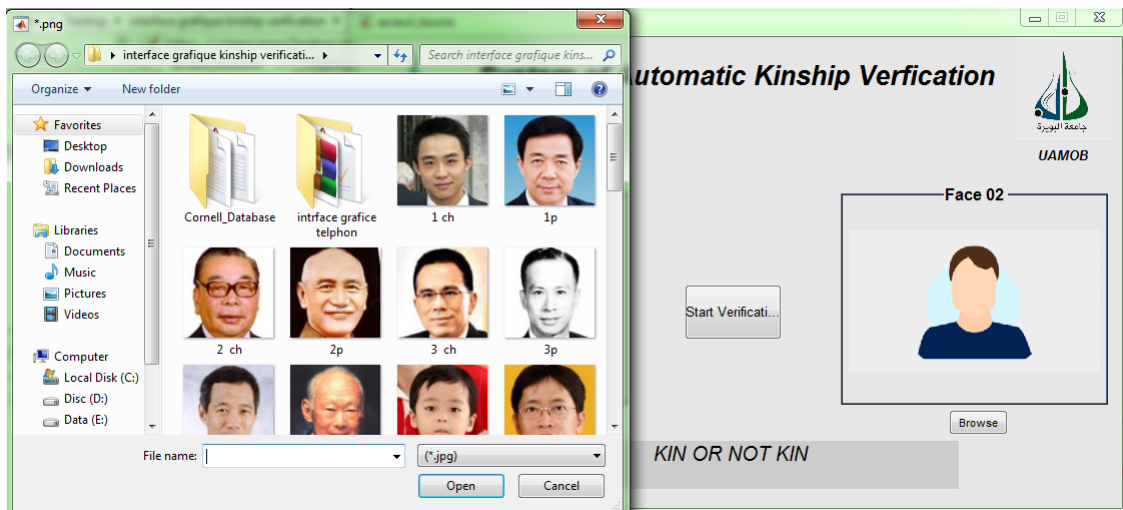 *.png
interface grafique kinship verificati...
Search interface grafique kins...
Organize
New folder
Favorites
Desktop
Downloads
Recent Places
Libraries
Documents
Music
Pictures
Videos
Computer
Local Disk (C:)
Disc (D:)
Data (E:)
Cornell_Database
intrface grafice
telphon
1 ch
1p
2 ch
2p
3 ch
3p
File name:
(*.jpg)
Open
Cancel
utomatic Kinship Verfication
جامعة البويرة
UAMOB
Face 02
Start Verificati...
Browse
KIN OR NOT KIN